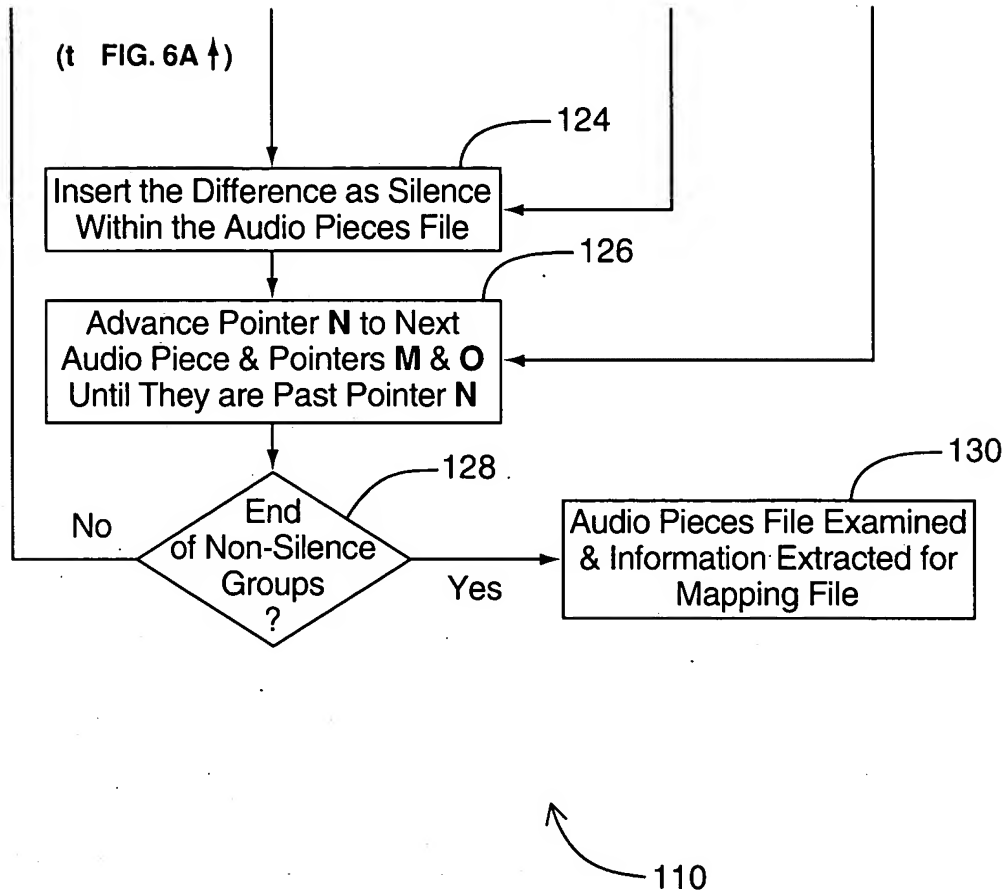 (t FIG. 6A ↑)
124
Insert the Difference as Silence
Within the Audio Pieces File
126
Advance Pointer N to Next
Audio Piece & Pointers M & O
Until They are Past Pointer N
128
130
No
End
of Non-Silence
Groups
?
Yes
Audio Pieces File Examined
& Information Extracted for
Mapping File
110